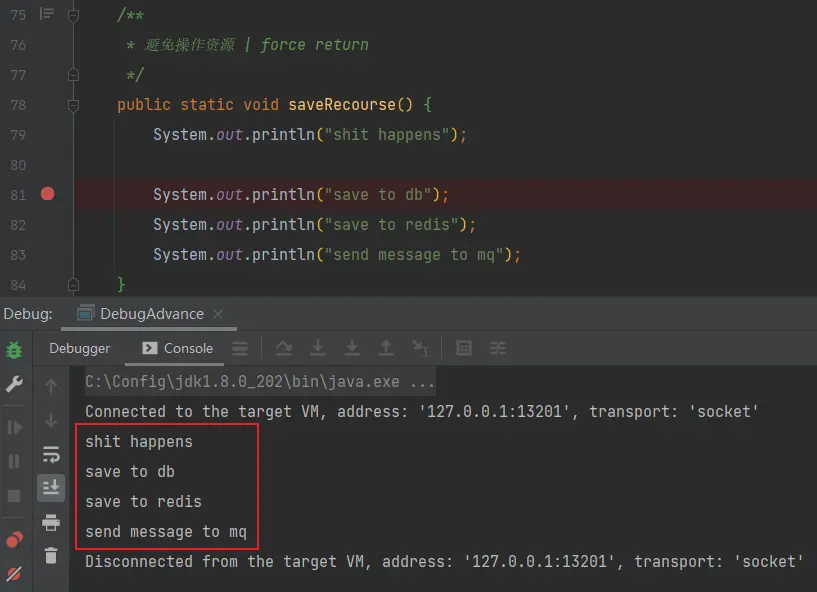 75 /**
76 * 避免操作资源 | force return
77 */
78 public static void saveRecourse() {
79 System.out.println("shit happens");
80
81 System.out.println("save to db");
82 System.out.println("save to redis");
83 System.out.println("send message to mq");
84 }
Debug: DebugAdvance
Debugger Console
C:\Config\jdk1.8.0_202\bin\java.exe ...
Connected to the target VM, address: '127.0.0.1:13201', transport: 'socket'
shit happens
save to db
save to redis
send message to mq
Disconnected from the target VM, address: '127.0.0.1:13201', transport: 'socket'